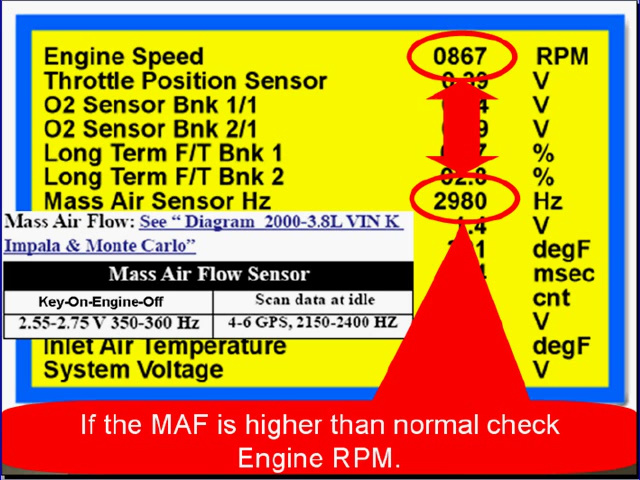 Engine Speed 0867 RPM
Throttle Position Sensor V
O2 Sensor Bnk 1/1 V
O2 Sensor Bnk 2/1 V
Long Term F/T Bnk 1 %
Long Term F/T Bnk 2 %
Mass Air Sensor Hz 2980 Hz
V
degF
msec
cnt
V
Mass Air Flow: See “ Diagram 2000-3.8L VIN K
Impala & Monte Carlo”
Mass Air Flow Sensor
Key-On-Engine-Off Scan data at idle
2.55-2.75 V 350-360 Hz 4-6 GPS, 2150-2400 HZ
Inlet Air Temperature degF
System Voltage V
If the MAF is higher than normal check
Engine RPM.